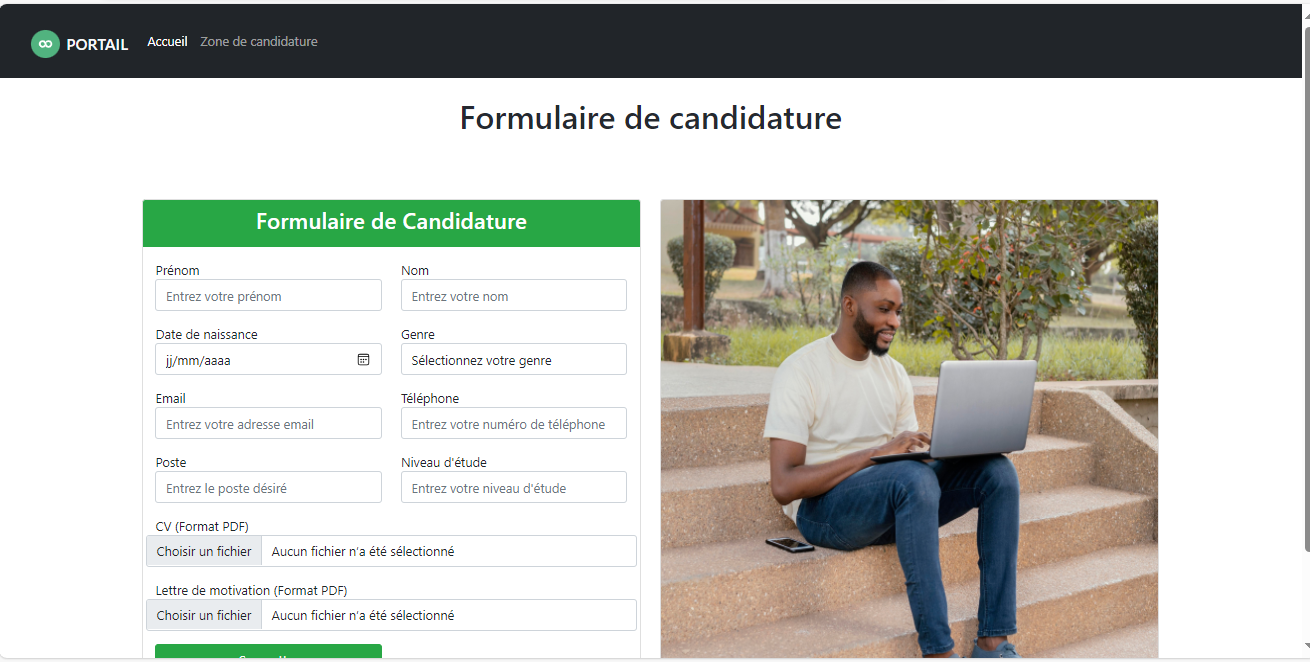 PORTAIL Accueil Zone de candidature
Formulaire de candidature
Formulaire de Candidature
Prénom Nom
Entrez votre prénom Entrez votre nom
Date de naissance Genre
jj/mm/aaaa Sélectionnez votre genre
Email Téléphone
Entrez votre adresse email Entrez votre numéro de téléphone
Poste Niveau d'étude
Entrez le poste désiré Entrez votre niveau d'étude
CV (Format PDF)
Choisir un fichier Aucun fichier n'a été sélectionné
Lettre de motivation (Format PDF)
Choisir un fichier Aucun fichier n'a été sélectionné